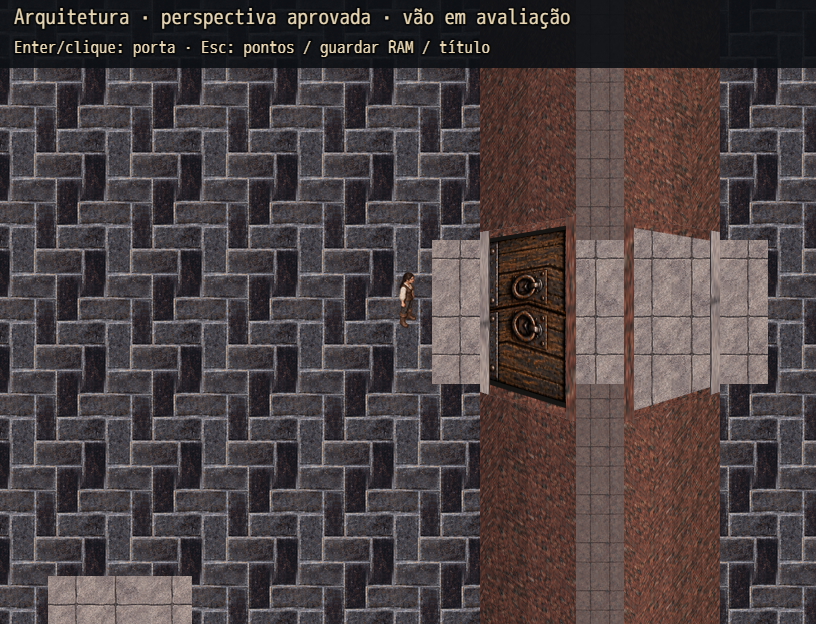 Arquitetura · perspectiva aprovada · vão em avaliação
Enter/clique: porta · Esc: pontos / guardar RAM / título